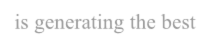 is generating the best